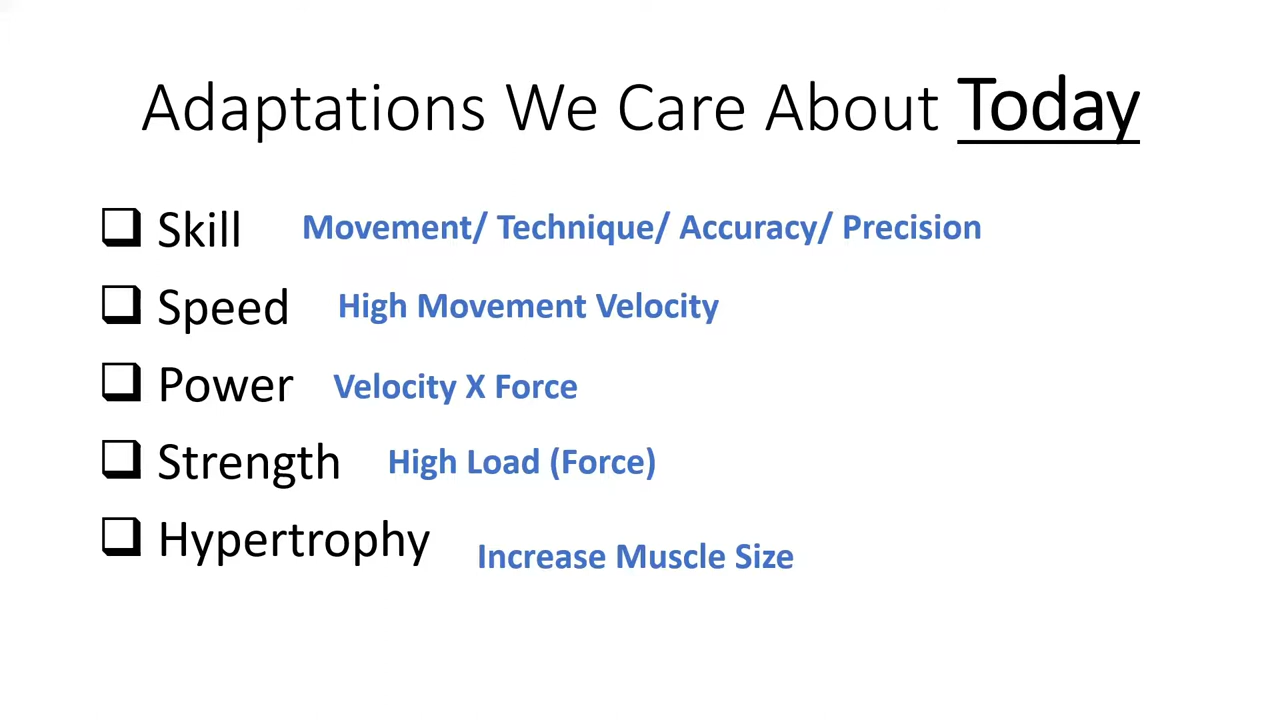 Adaptations We Care About Today
Skill Movement/ Technique/ Accuracy/ Precision
Speed High Movement Velocity
Power Velocity X Force
Strength High Load (Force)
Hypertrophy Increase Muscle Size